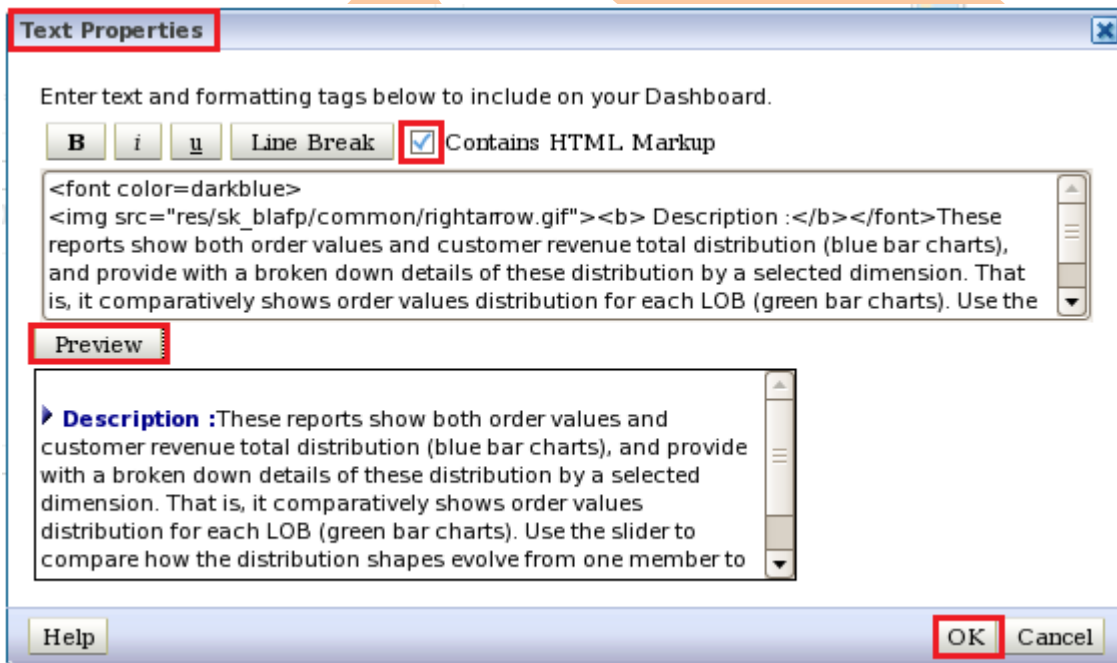 Text Properties
Enter text and formatting tags below to include on your Dashboard.
B i u Line Break Contains HTML Markup
<font color=darkblue>
<img src="res/sk_blafp/common/rightarrow.gif"><b> Description :</b></font>These
reports show both order values and customer revenue total distribution (blue bar charts),
and provide with a broken down details of these distribution by a selected dimension. That
is, it comparatively shows order values distribution for each LOB (green bar charts). Use the
Preview
Description :These reports show both order values and
customer revenue total distribution (blue bar charts), and provide
with a broken down details of these distribution by a selected
dimension. That is, it comparatively shows order values
distribution for each LOB (green bar charts). Use the slider to
compare how the distribution shapes evolve from one member to
Help OK Cancel